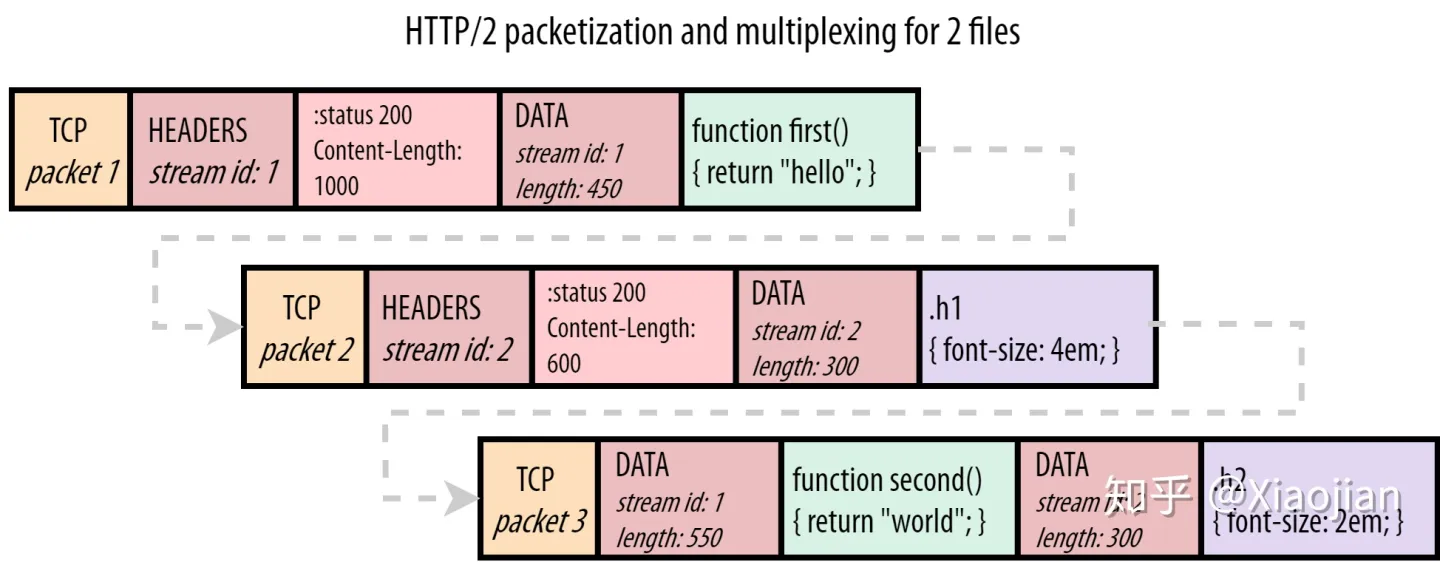 HTTP/2 packetization and multiplexing for 2 files
TCP
packet 1
HEADERS
stream id: 1
:status 200
Content-Length:
1000
DATA
stream id: 1
length: 450
function first()
{ return "hello"; }
TCP
packet 2
HEADERS
stream id: 2
:status 200
Content-Length:
600
DATA
stream id: 2
length: 300
.h1
{ font-size: 4em; }
TCP
packet 3
DATA
stream id: 1
length: 550
function second()
{ return "world"; }
DATA
stream id: 2
length: 300
.h2
{ font-size: 2em; }
知乎 @Xiaojian